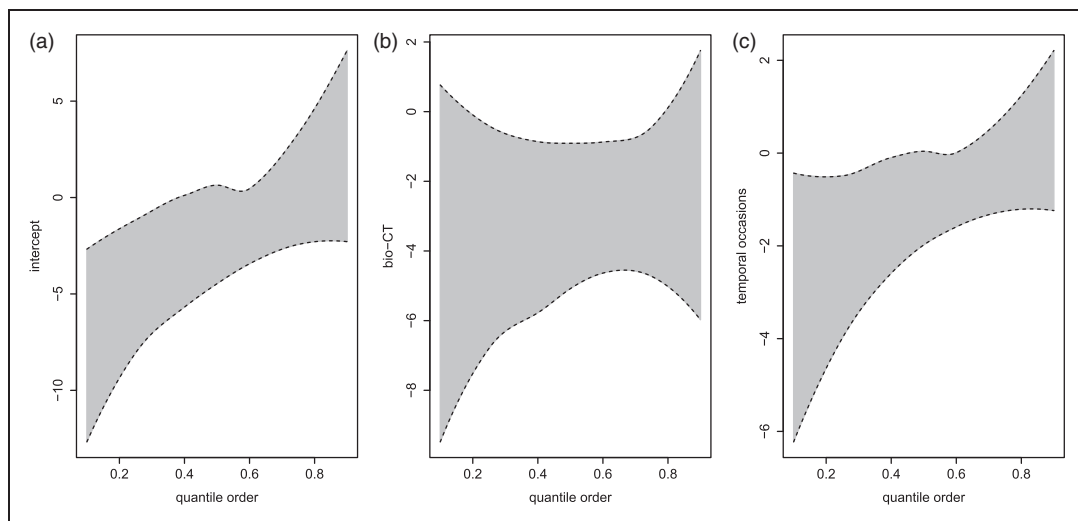 (a)
5
0
−5
−10
intercept
0.2 0.4 0.6 0.8
quantile order
(b)
2
0
−2
−4
−6
−8
bio−CT
0.2 0.4 0.6 0.8
quantile order
(c)
2
0
−2
−4
−6
temporal occasions
0.2 0.4 0.6 0.8
quantile order